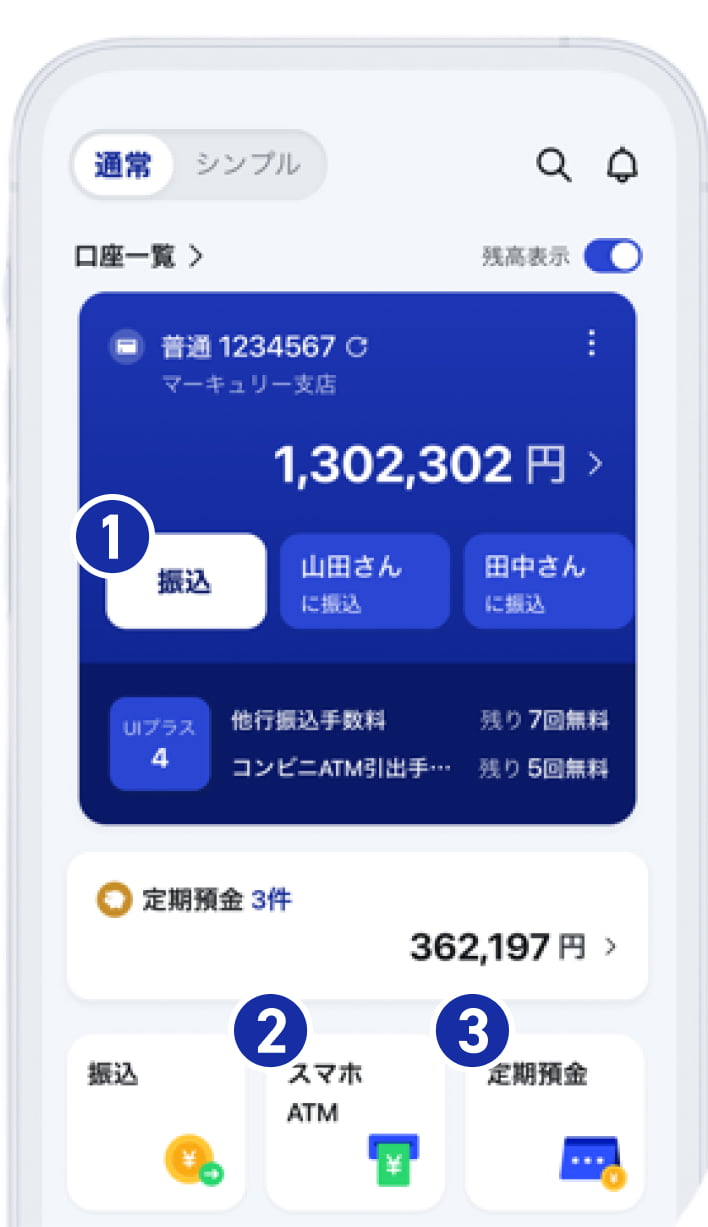 通常 シンプル
口座一覧 > 残高表示
普通 1234567
マーキュリー支店
1,302,302 円 >
1
振込
山田さん
に振込
田中さん
に振込
UIプラス
4
他行振込手数料 残り 7回無料
コンビニATM引出手… 残り 5回無料
定期預金 3件
362,197 円 >
2
3
振込
スマホ
ATM
定期預金
¥
¥
¥